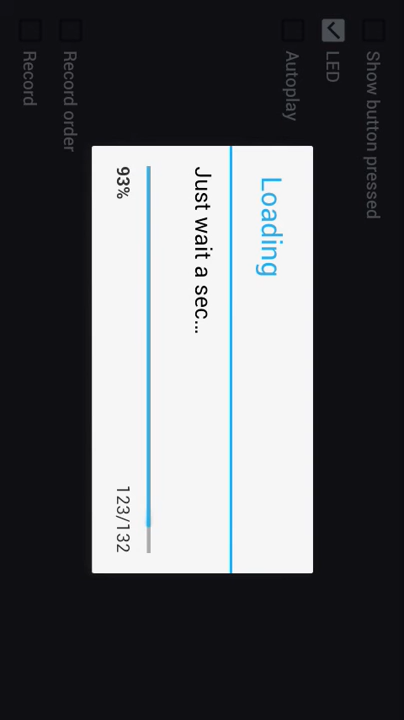 Show button pressed
LED
Autoplay
Record order
Record
Loading
Just wait a sec...
93%
123/132